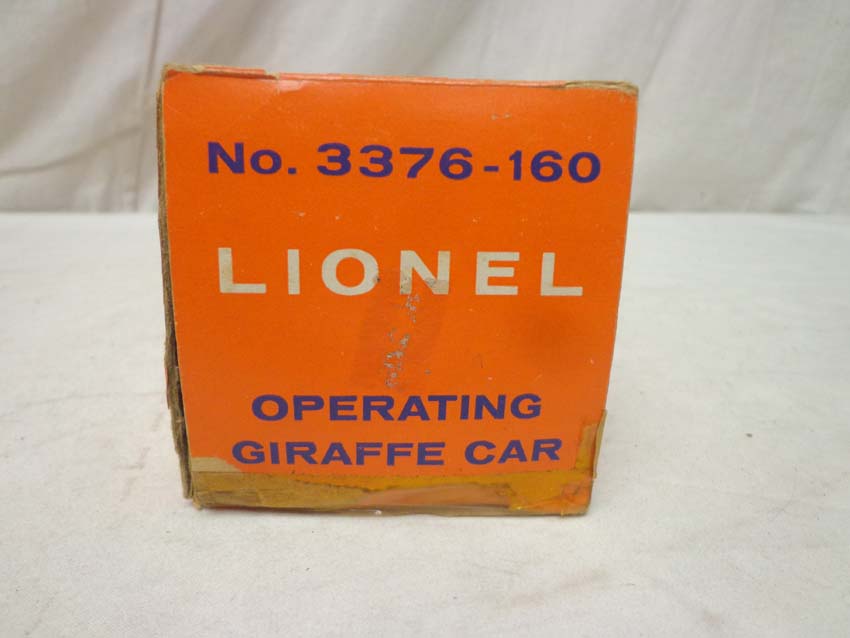 No. 3376-160
LIONEL
OPERATING
GIRAFFE CAR